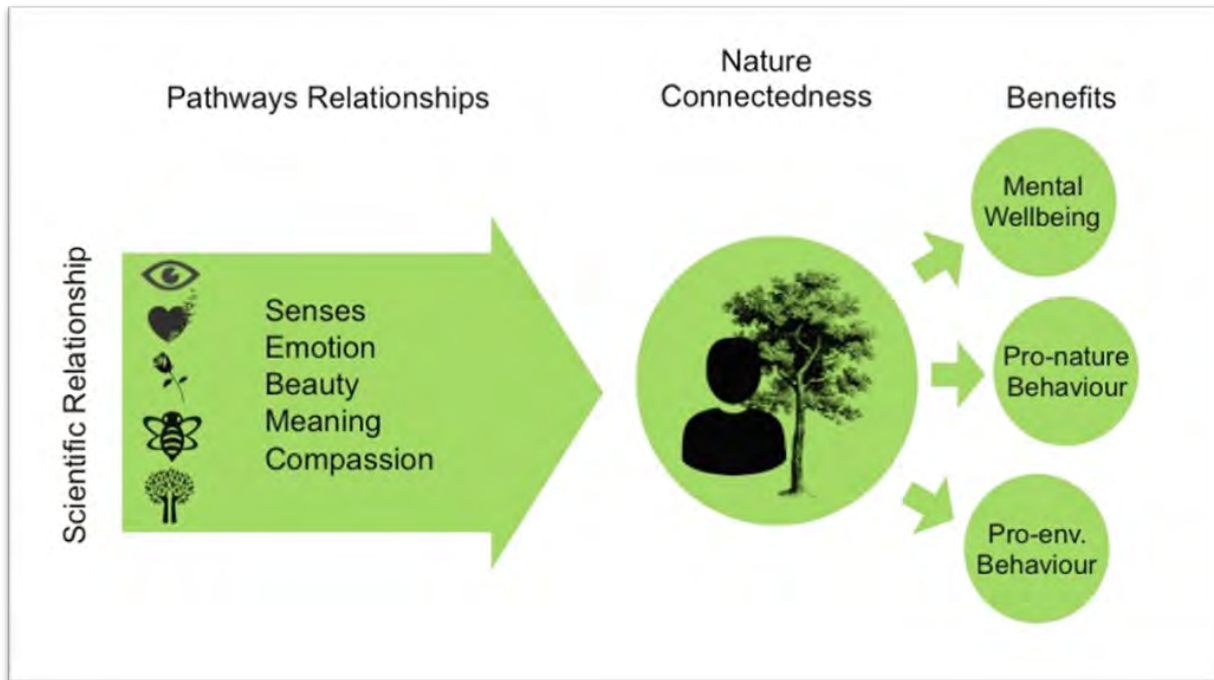 Pathways Relationships
Nature
Connectedness
Benefits
Scientific Relationship
Senses
Emotion
Beauty
Meaning
Compassion
Mental
Wellbeing
Pro-nature
Behaviour
Pro-env.
Behaviour